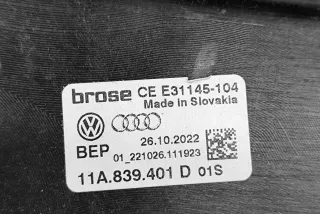 brose CE E31145-104
Made in Slovakia
26.10.2022
BEP 01_221026.111923
11A.839.401 D 01S